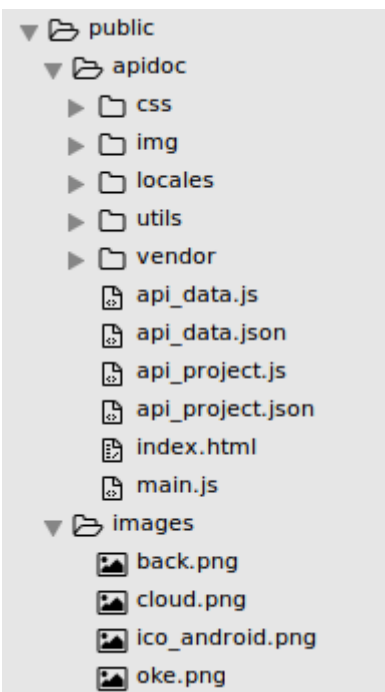 public
apidoc
css
img
locales
utils
vendor
api_data.js
api_data.json
api_project.js
api_project.json
index.html
main.js
images
back.png
cloud.png
ico_android.png
oke.png